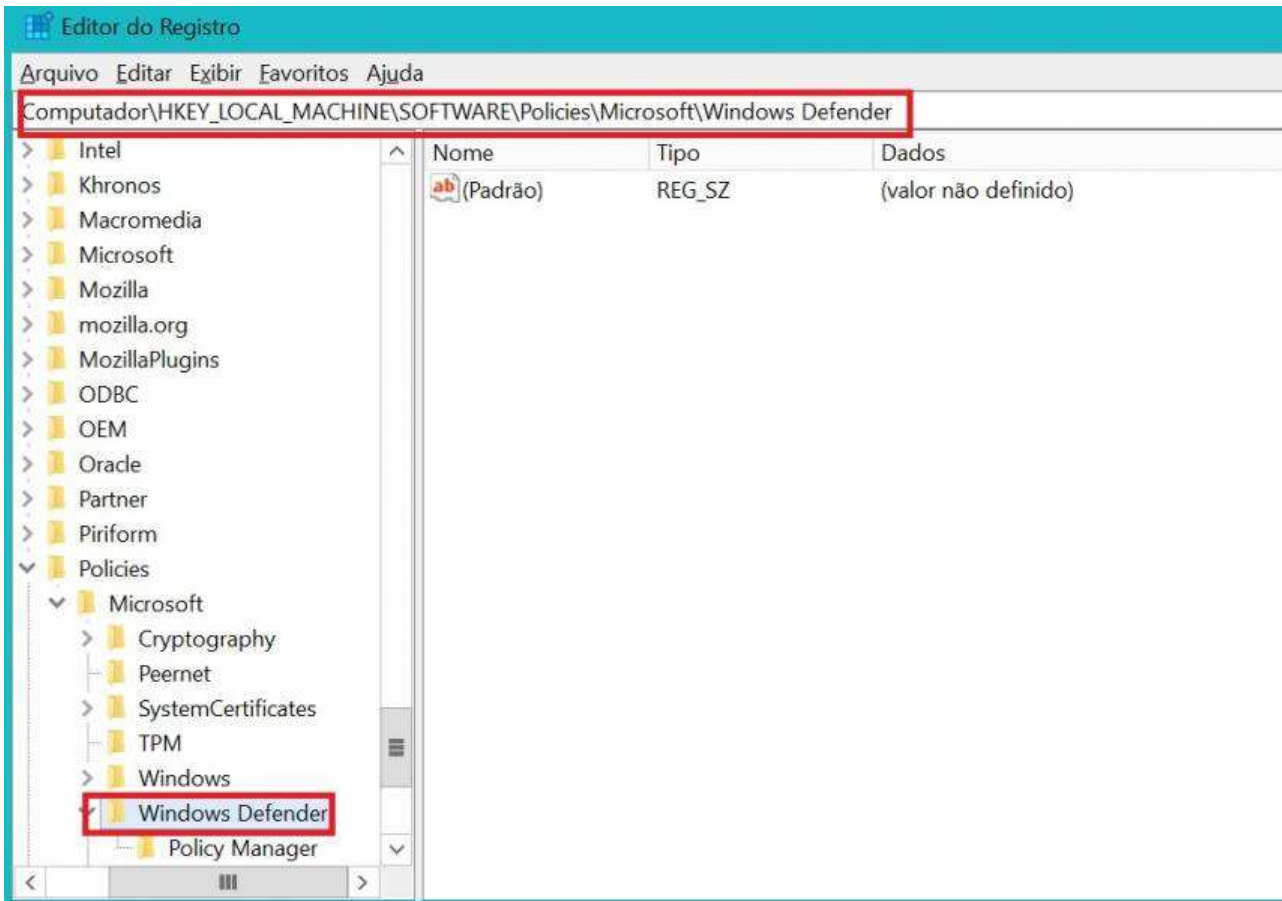 Editor do Registro
Arquivo Editar Exibir Favoritos Ajuda
Computador\HKEY_LOCAL_MACHINE\SOFTWARE\Policies\Microsoft\Windows Defender
Intel
Khronos
Macromedia
Microsoft
Mozilla
mozilla.org
MozillaPlugins
ODBC
OEM
Oracle
Partner
Piriform
Policies
Microsoft
Cryptography
Peernet
SystemCertificates
TPM
Windows
Windows Defender
Policy Manager
Nome Tipo Dados
ab (Padrão) REG_SZ (valor não definido)